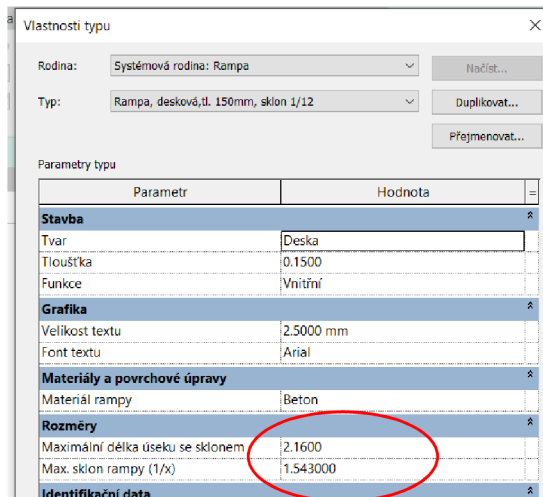 Vlastnosti typu
Rodina: Systémová rodina: Rampa Načíst...
Typ: Rampa, desková,tl. 150mm, sklon 1/12 Duplikovat...
Přejmenovat...
Parametry typu
Parametr Hodnota =
Stavba
Tvar Deska
Tloušťka 0.1500
Funkce Vnitřní
Grafika
Velikost textu 2.5000 mm
Font textu Arial
Materiály a povrchové úpravy
Materiál rampy Beton
Rozměry
Maximální délka úseku se sklonem 2.1600
Max. sklon rampy (1/x) 1.543000
Identifikační data